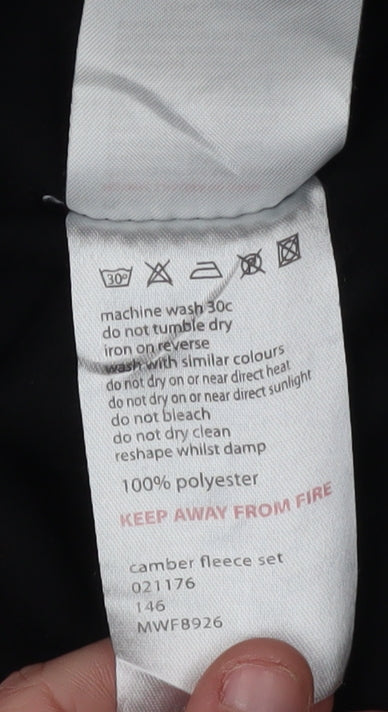 30°
machine wash 30c
do not tumble dry
iron on reverse
wash with similar colours
do not dry on or near direct heat
do not dry on or near direct sunlight
do not bleach
do not dry clean
reshape whilst damp
100% polyester
KEEP AWAY FROM FIRE
camber fleece set
021176
146
MWF8926